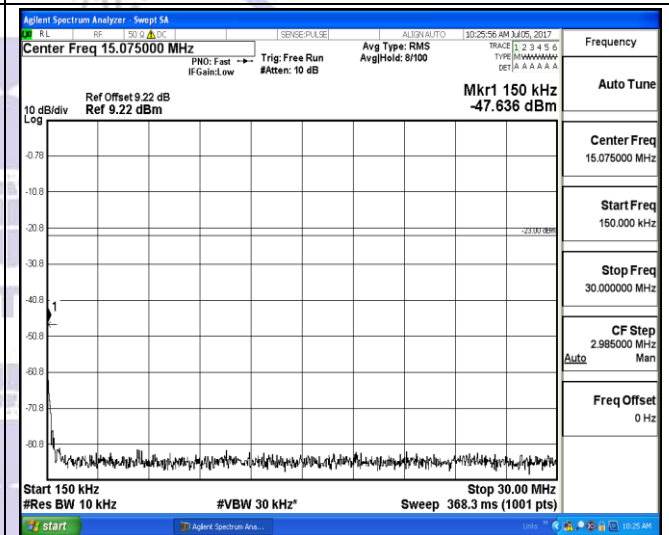 Agilent Spectrum Analyzer - Swept SA
RL RF 50 Ω DC SENSE:PULSE ALIGN AUTO 10:25:56 AM Jul 05, 2017
Center Freq 15.075000 MHz
PNO: Fast
IFGain:Low
Trig: Free Run
#Atten: 10 dB
Avg Type: RMS
Avg|Hold: 8/100
TRACE 1 2 3 4 5 6
TYPE MWWWWW
DET A A A A A A
Mkr1 150 kHz
-47.636 dBm
Ref Offset 9.22 dB
10 dB/div Ref 9.22 dBm
Log
-0.78
-10.8
-20.8
-23.00 dBm
-30.8
-40.8
1
-50.8
-60.8
-70.8
-80.8
Start 150 kHz Stop 30.00 MHz
#Res BW 10 kHz #VBW 30 kHz* Sweep 368.3 ms (1001 pts)
Frequency
Auto Tune
Center Freq
15.075000 MHz
Start Freq
150.000 kHz
Stop Freq
30.000000 MHz
CF Step
2.985000 MHz
Auto Man
Freq Offset
0 Hz
start Agilent Spectrum Ana... Links » 10:25 AM